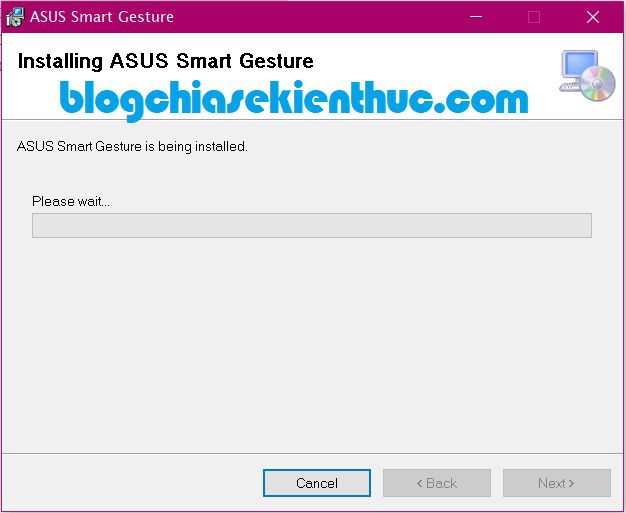 ASUS Smart Gesture
Installing ASUS Smart Gesture
blogchiasekienthuc.com
ASUS Smart Gesture is being installed.
Please wait...
Cancel
< Back
Next >